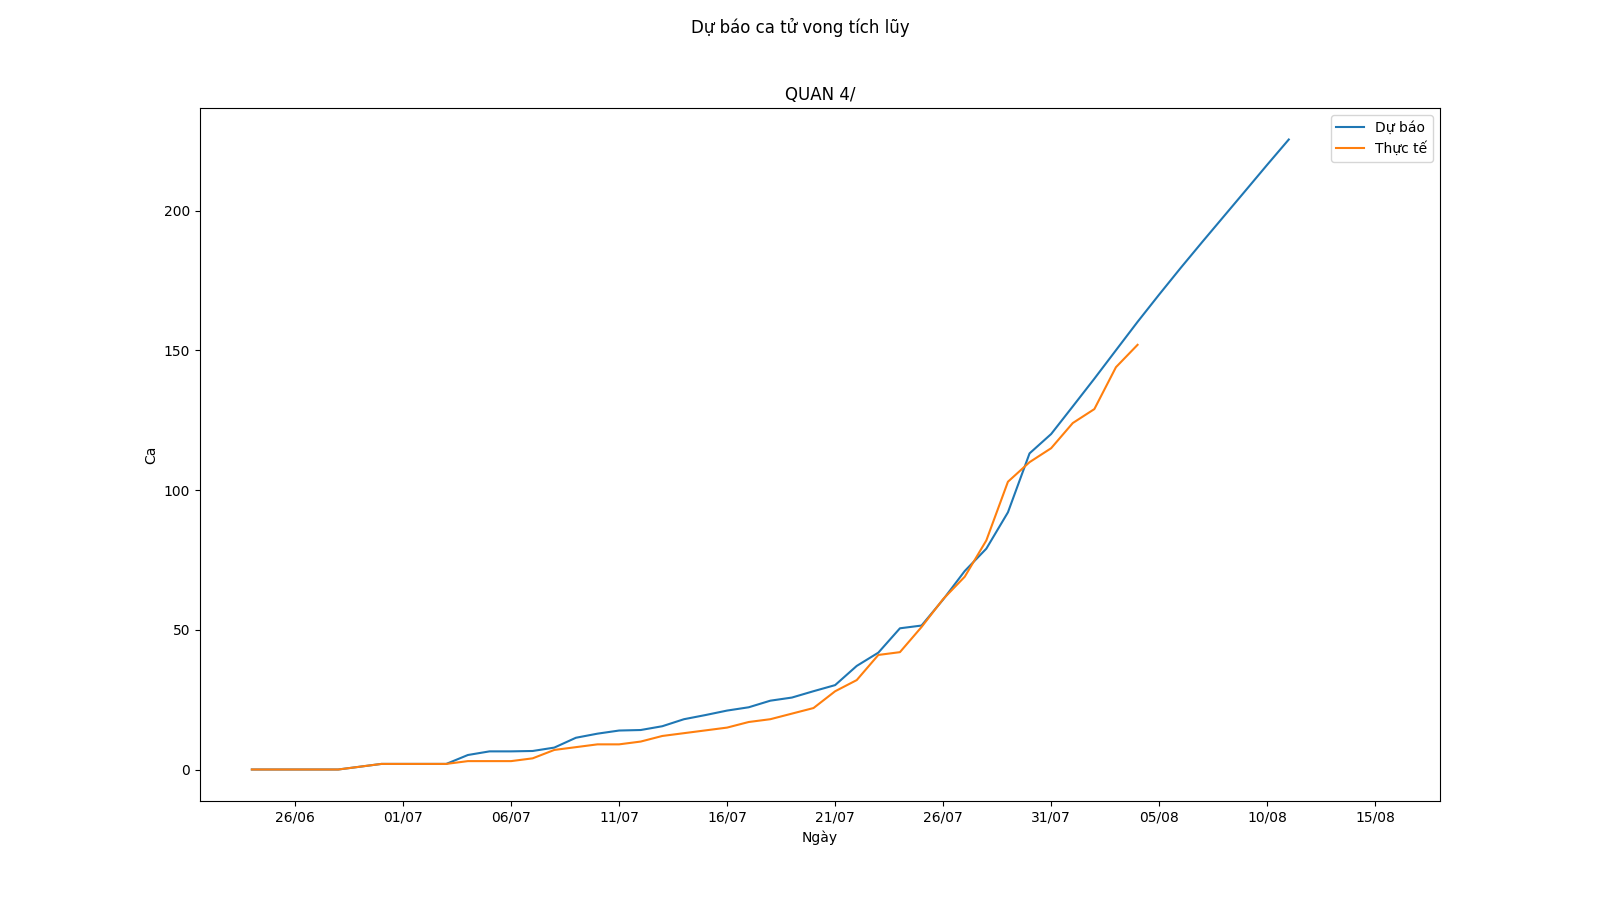 Dự báo ca tử vong tích lũy
QUAN 4/
Dự báo
Thực tế
Ca
200
150
100
50
0
26/06 01/07 06/07 11/07 16/07 21/07 26/07 31/07 05/08 10/08 15/08
Ngày